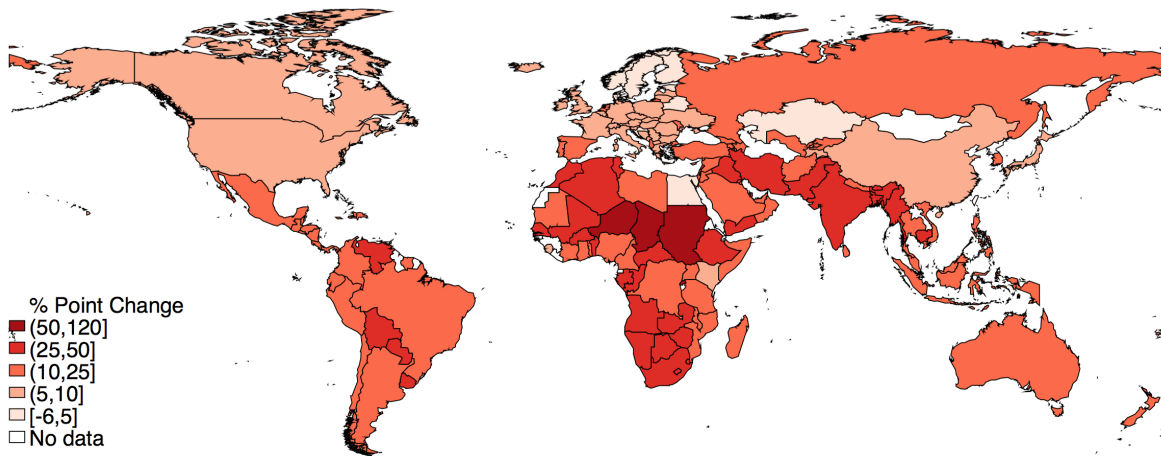 % Point Change
(50,120]
(25,50]
(10,25]
(5,10]
[-6,5]
No data